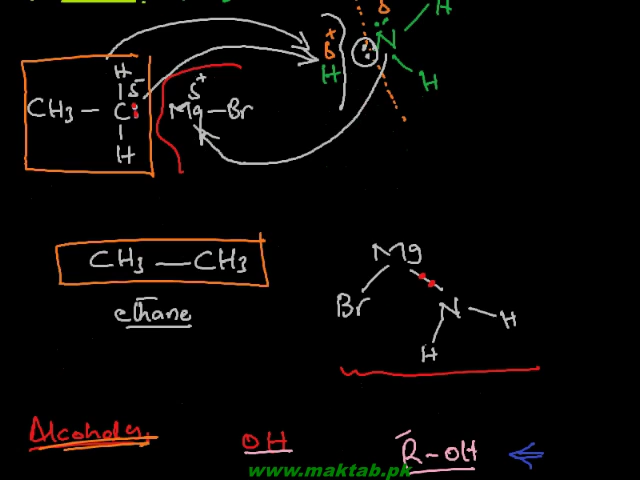 δ
H
H
δ-
CH3 — C: Mg — Br
δ+
H
δ+
H
N
H
CH3 — CH3
ethane
Mg
Br
N — H
H
Alcohols
OH
R-OH
www.maktab.pk